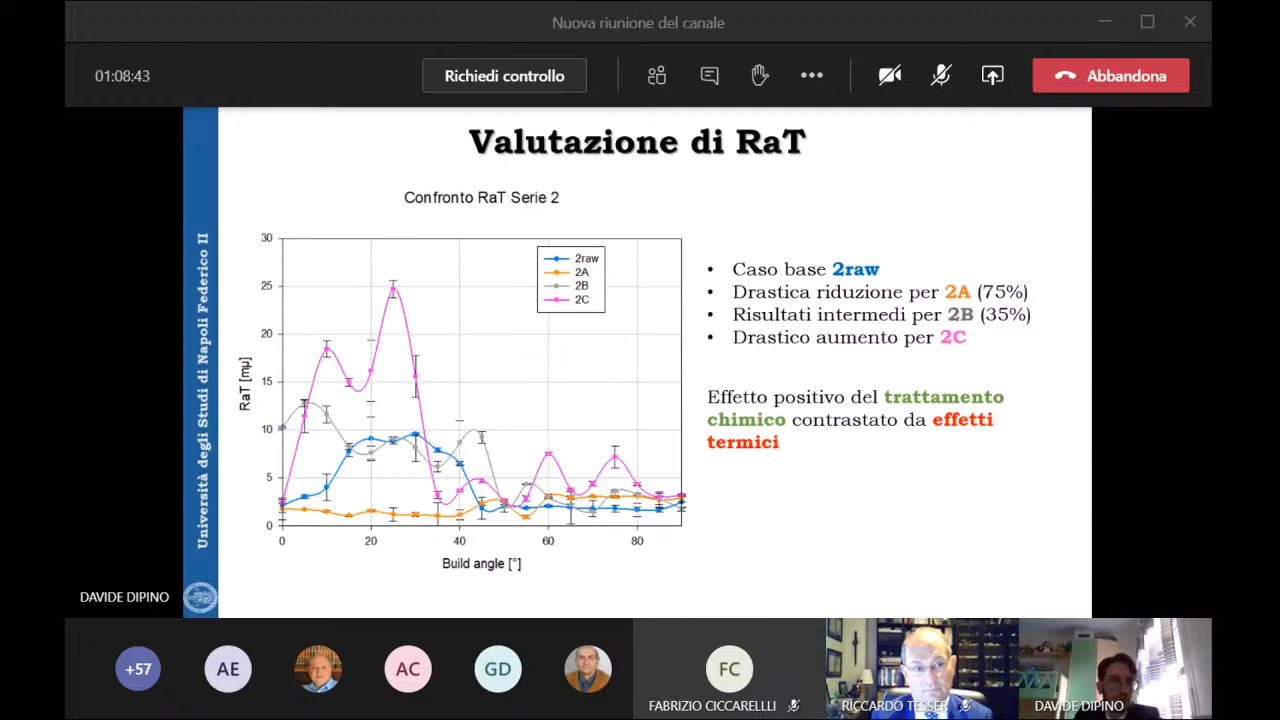 Nuova riunione del canale
01:08:43
Richiedi controllo
Abbandona
Valutazione di RaT
Confronto RaT Serie 2
30
25
20
15
10
5
0
RaT [mμ]
2raw
2A
2B
2C
0
20
40
60
80
Build angle [°]
• Caso base 2raw
• Drastica riduzione per 2A (75%)
• Risultati intermedi per 2B (35%)
• Drastico aumento per 2C
Effetto positivo del trattamento
chimico contrastato da effetti
termici
Università degli Studi di Napoli Federico II
DAVIDE DIPINO
+57
AE
AC
GD
FC
FABRIZIO CICCARELLLI
RICCARDO TESSER
DAVIDE DIPINO